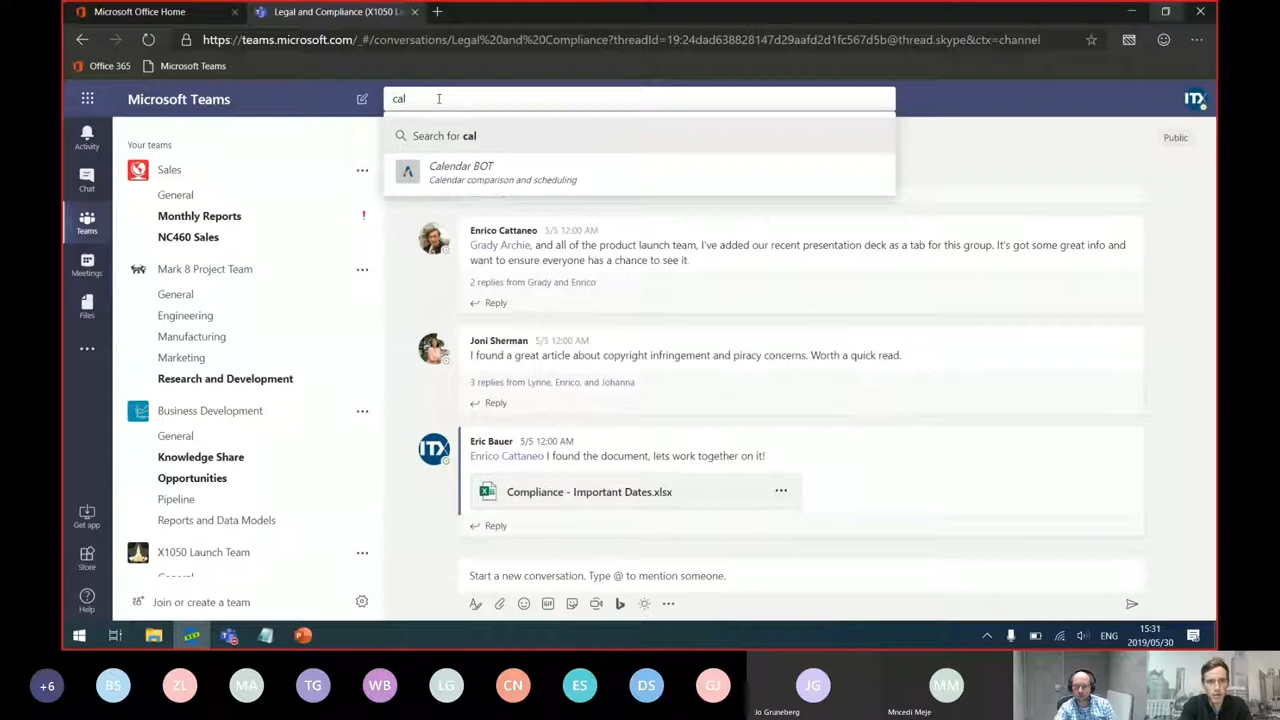 Microsoft Office Home
Legal and Compliance (X1050 L
https://teams.microsoft.com/_#/conversations/Legal%20and%20Compliance?threadId=19:24dad638828147d29aafd2d1fc567d5b@thread.skype&ctx=channel
Office 365
Microsoft Teams
Microsoft Teams
cal
ITX
Search for cal
Calendar BOT
Calendar comparison and scheduling
Public
Activity
Chat
Teams
Meetings
Files
Get app
Store
Help
Your teams
Sales
General
Monthly Reports !
NC460 Sales
Mark 8 Project Team
General
Engineering
Manufacturing
Marketing
Research and Development
Business Development
General
Knowledge Share
Opportunities
Pipeline
Reports and Data Models
X1050 Launch Team
General
Join or create a team
Enrico Cattaneo 5/5 12:00 AM
Grady Archie, and all of the product launch team, I've added our recent presentation deck as a tab for this group. It's got some great info and
want to ensure everyone has a chance to see it.
2 replies from Grady and Enrico
Reply
Joni Sherman 5/5 12:00 AM
I found a great article about copyright infringement and piracy concerns. Worth a quick read.
3 replies from Lynne, Enrico, and Johanna
Reply
ITX
Eric Bauer 5/5 12:00 AM
Enrico Cattaneo I found the document, lets work together on it!
Compliance - Important Dates.xlsx
Reply
Start a new conversation. Type @ to mention someone.
GIF
ENG
15:31
2019/05/30
+6 BS ZL MA TG WB LG CN ES DS GJ JG MM
Jo Gruneberg
Mncedi Meje